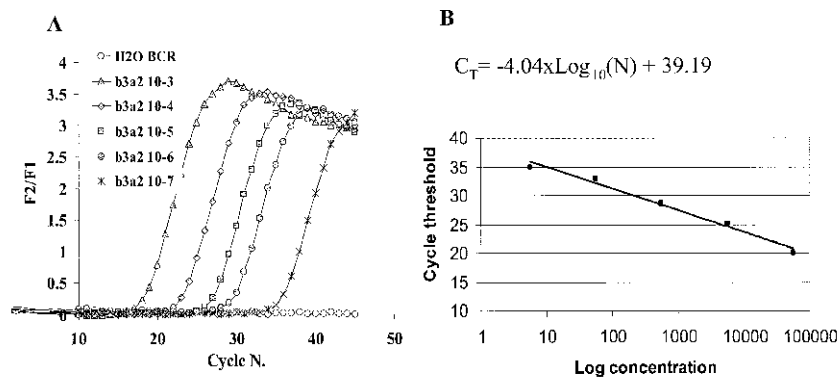 A
H2O BCR
b3a2 10-3
b3a2 10-4
b3a2 10-5
b3a2 10-6
b3a2 10-7
4
3.5
3
2.5
2
1.5
1
0.5
0
F2/F1
10
20
30
40
50
Cycle N.
B
C_T= -4.04xLog₁₀(N) + 39.19
40
35
30
25
20
15
10
Cycle threshold
1
10
100
1000
10000
100000
Log concentration